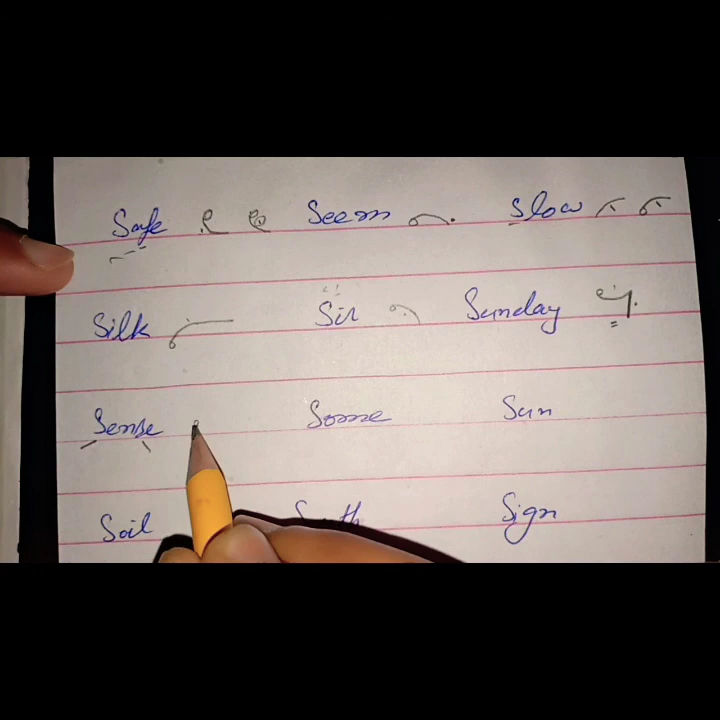 Safe Seem Slow
Silk Sir Sunday
Sense Some Sun
Soil Sign